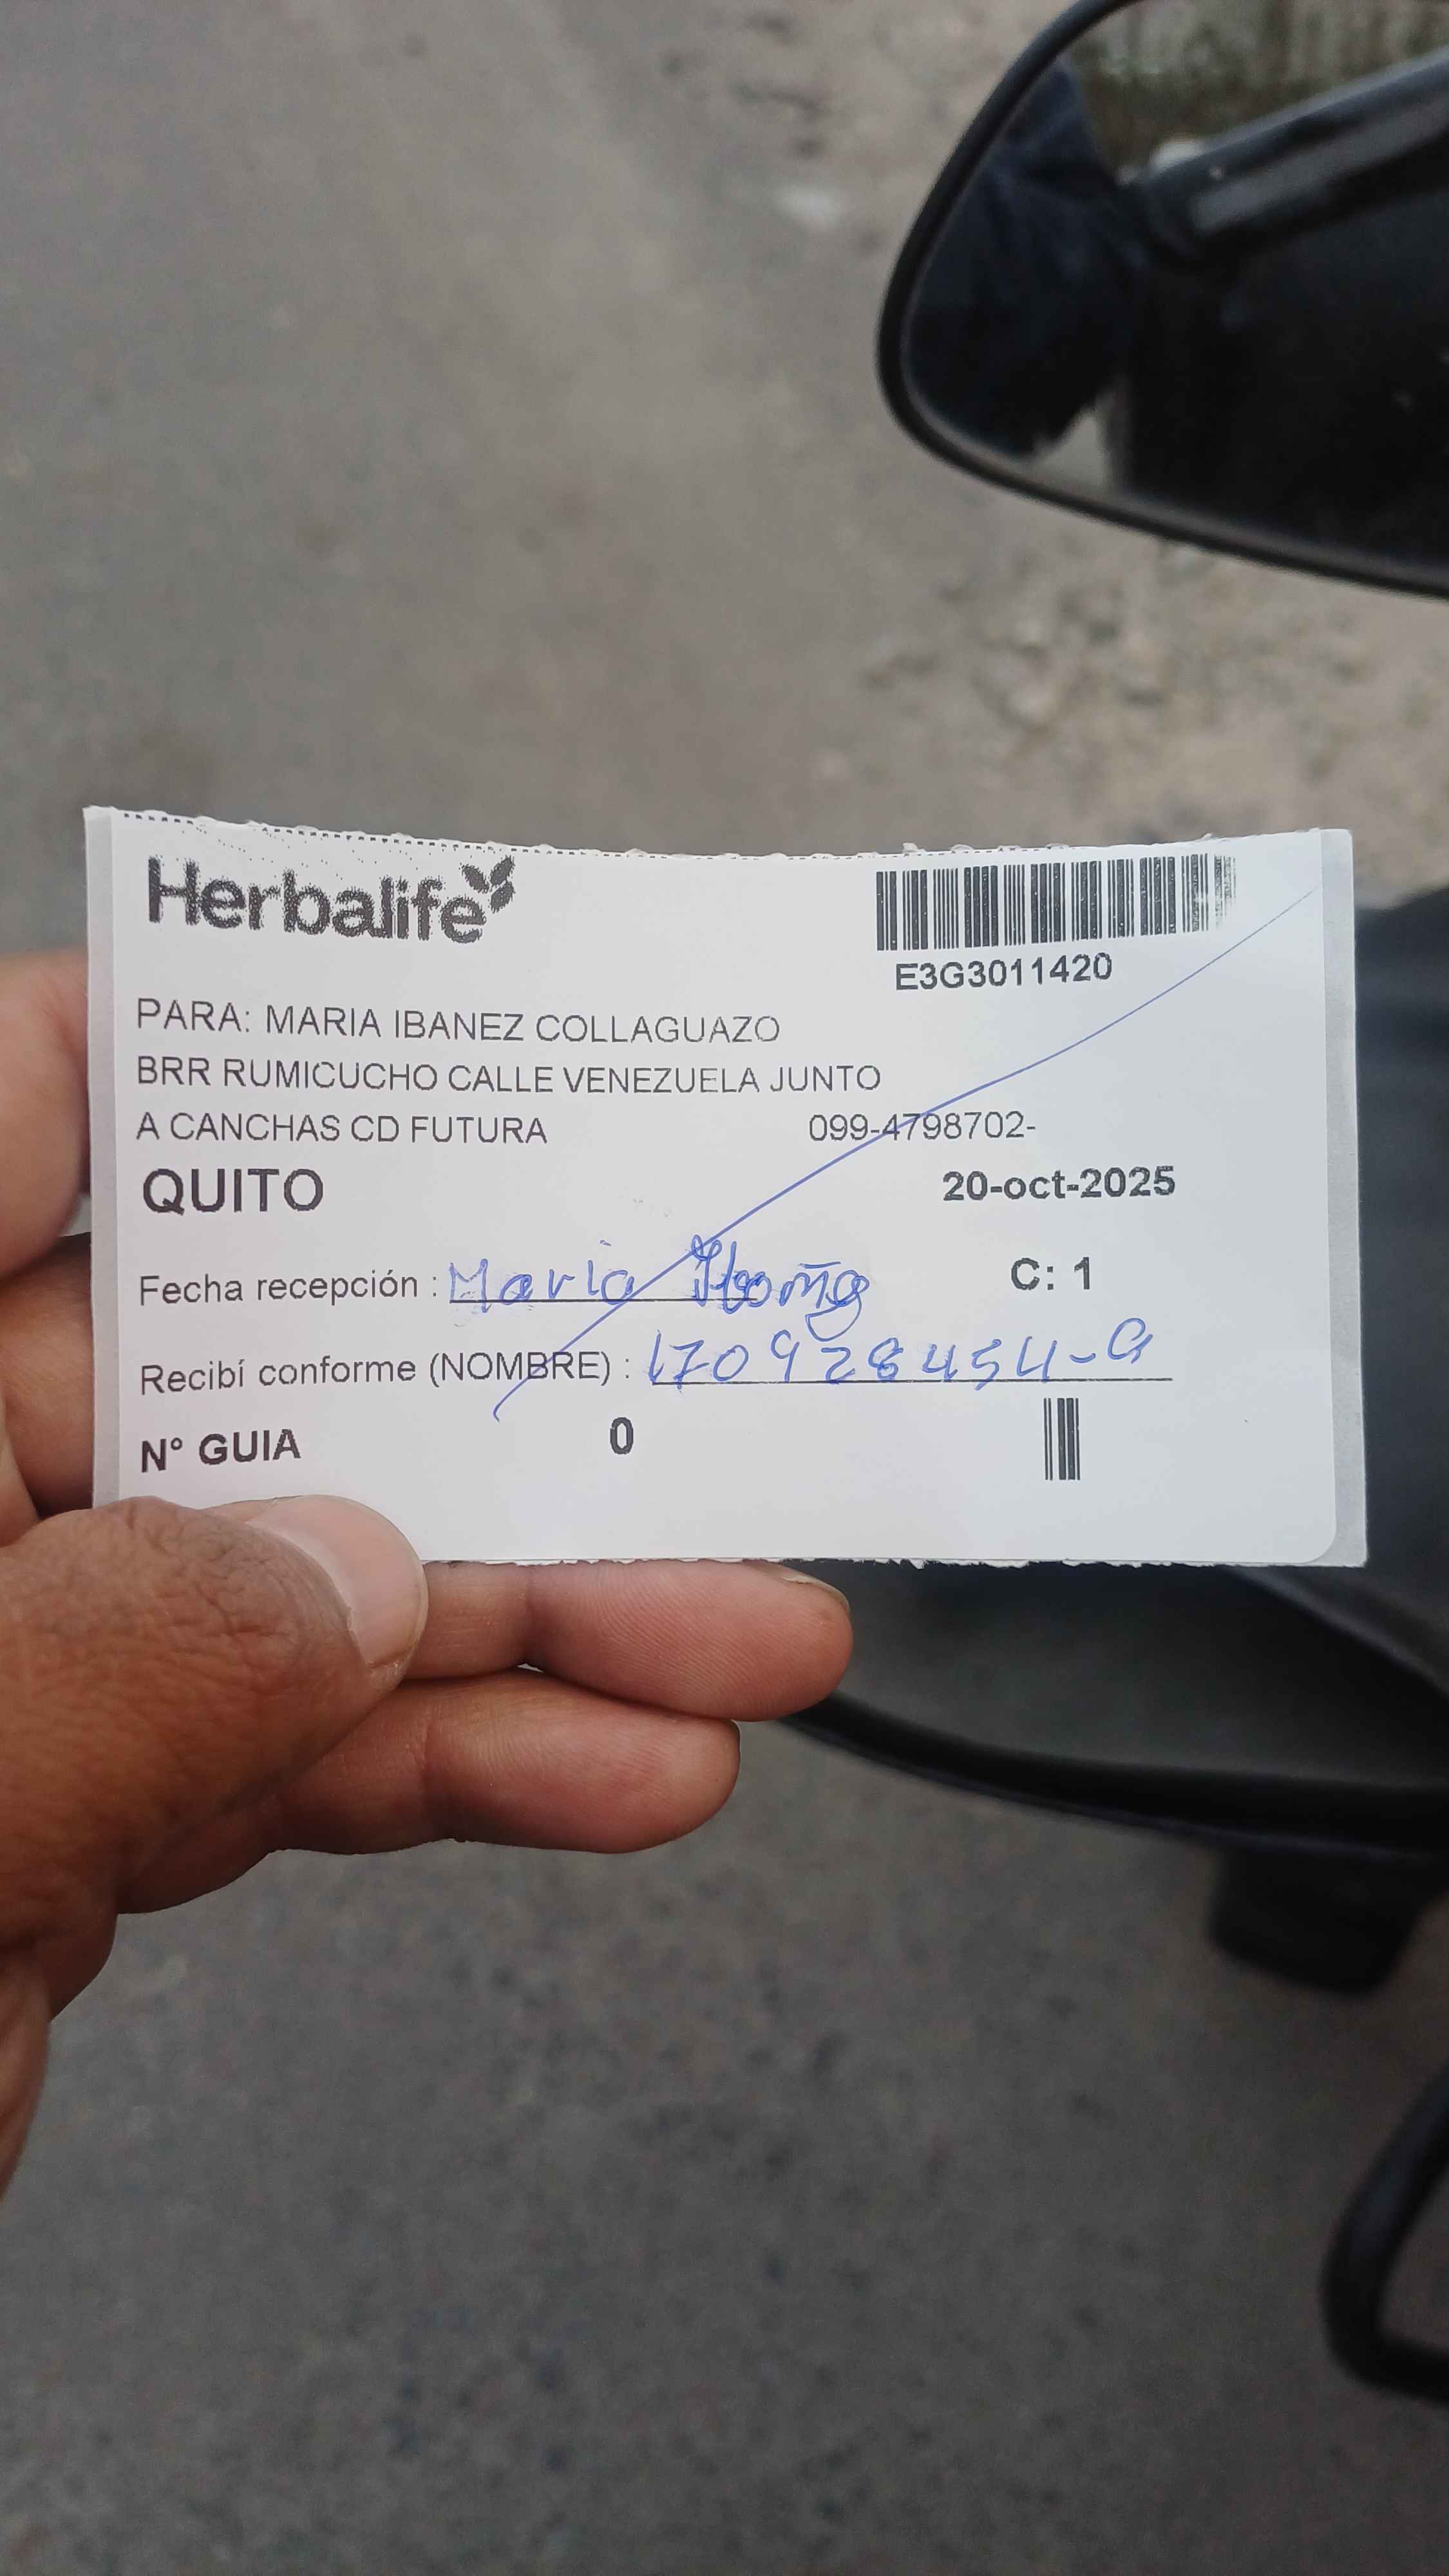 Herbalife
E3G3011420
PARA: MARIA IBANEZ COLLAGUAZO
BRR RUMICUCHO CALLE VENEZUELA JUNTO
A CANCHAS CD FUTURA 099-4798702-
QUITO 20-oct-2025
Fecha recepción : Maria C: 1
Recibí conforme (NOMBRE) : 170928454-9
N° GUIA 0